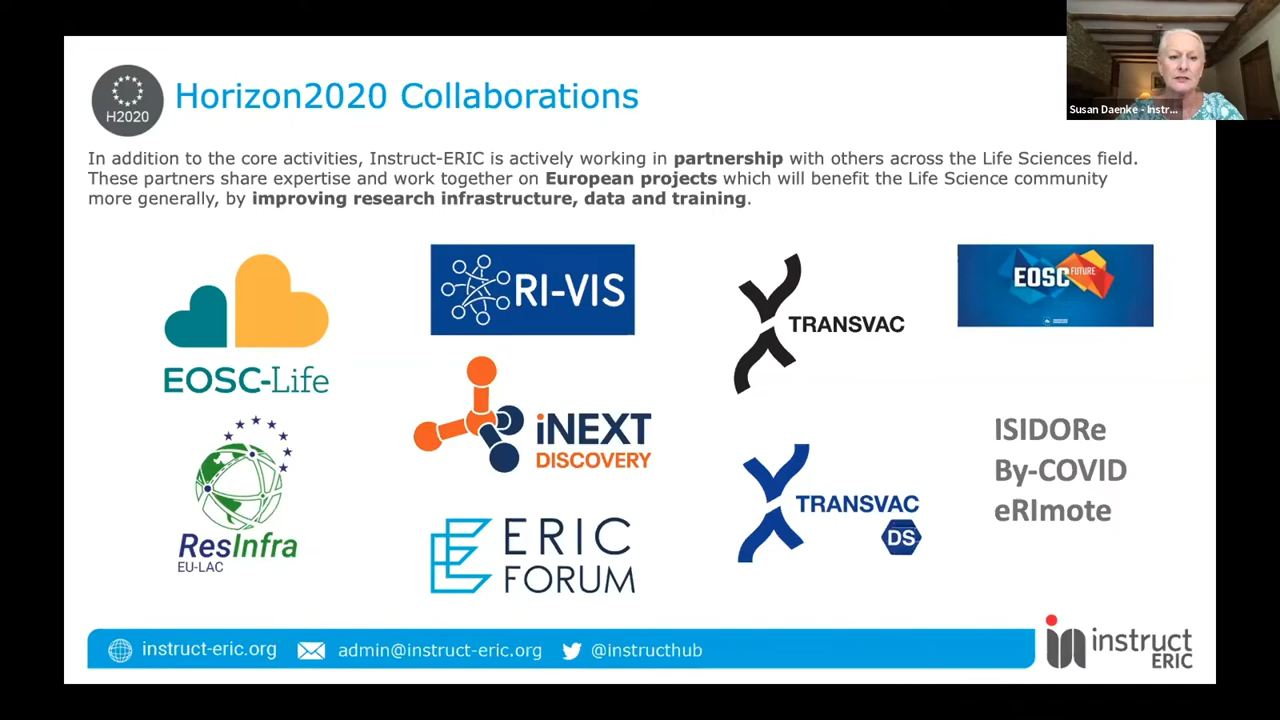 Susan Daenke - Instr...
H2020
Horizon2020 Collaborations
In addition to the core activities, Instruct-ERIC is actively working in partnership with others across the Life Sciences field.
These partners share expertise and work together on European projects which will benefit the Life Science community
more generally, by improving research infrastructure, data and training.
EOSC-Life
RI-VIS
TRANSVAC
EOSC FUTURE
ResInfra
EU-LAC
iNEXT
DISCOVERY
ERIC
FORUM
TRANSVAC
DS
ISIDORe
By-COVID
eRImote
instruct-eric.org
admin@instruct-eric.org
@instructhub
instruct
ERIC